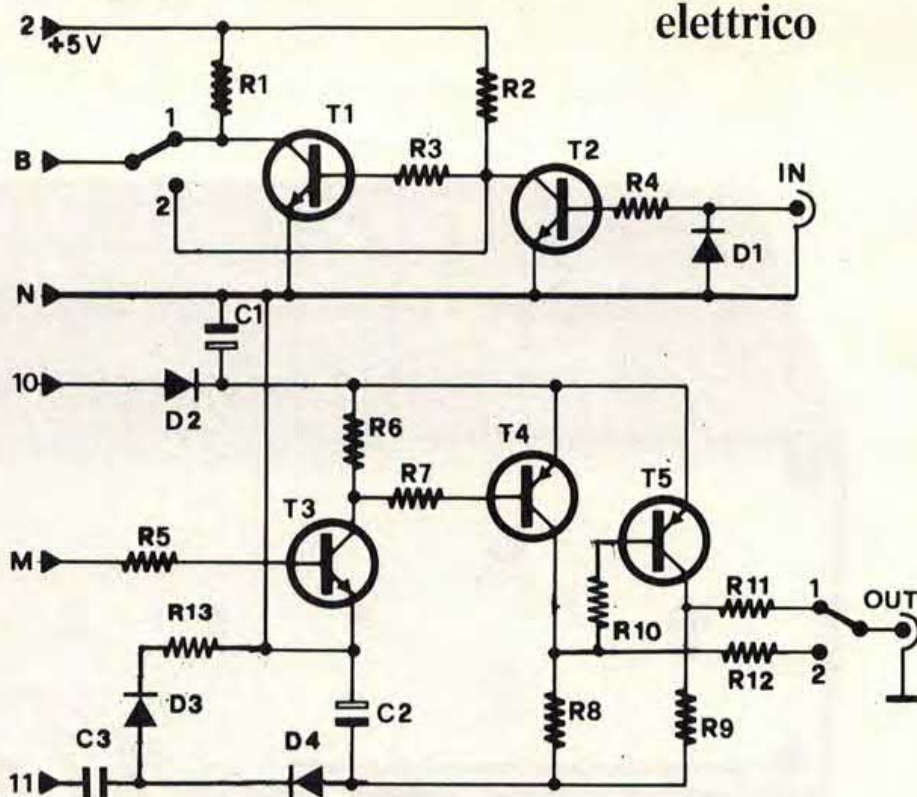 elettrico
2
+5V
R1
R2
T1
1
B
R3
T2
R4
IN
2
D1
N
C1
10
D2
R6
T4
R7
T5
T3
R5
M
R11
1
OUT
R13
R10
R12
2
D3
C2
R8
R9
C3
D4
11